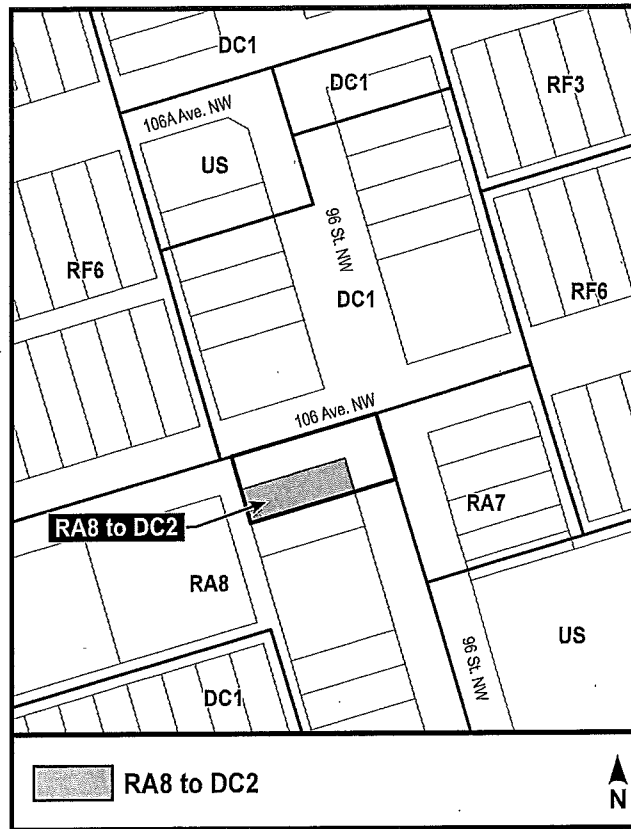 DC1
DC1
RF3
106A Ave. NW
US
96 St. NW
RF6
RF6
DC1
106 Ave. NW
RA8 to DC2
RA7
RA8
US
96 St. NW
DC1
RA8 to DC2
N